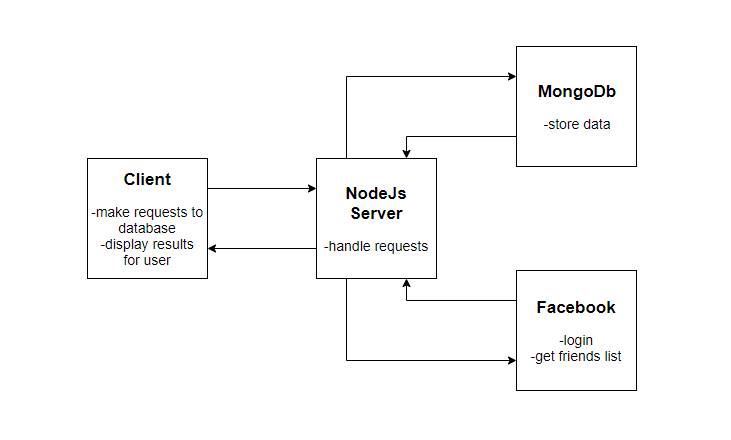 Client
-make requests to
database
-display results
for user
NodeJs
Server
-handle requests
MongoDb
-store data
Facebook
-login
-get friends list